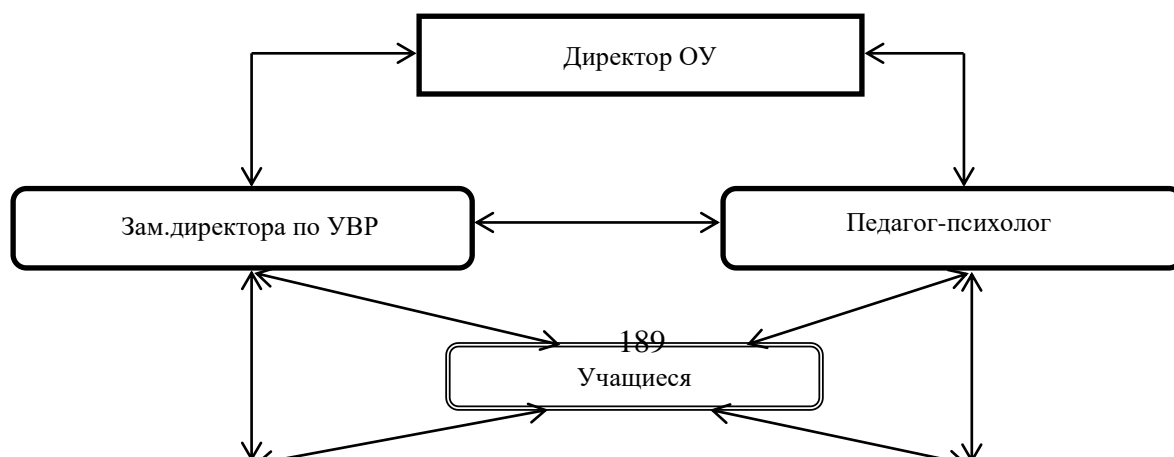 Директор ОУ
Зам.директора по УВР
Педагог-психолог
189
Учащиеся